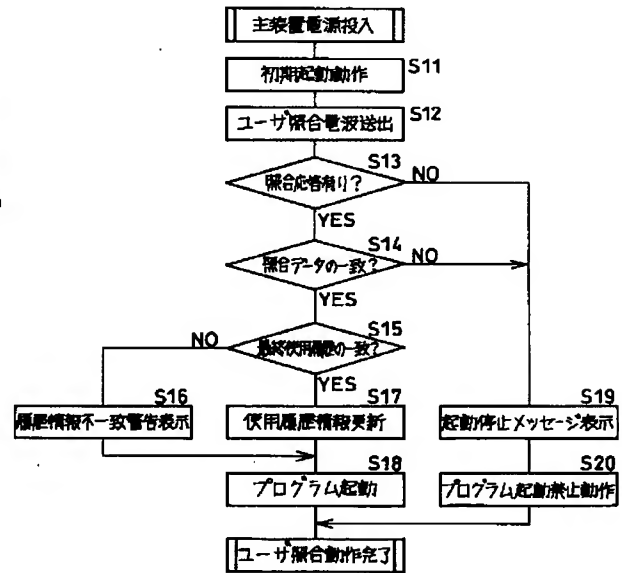 主装置電源投入
初期起動動作
S11
ユーザ照合電波送出
S12
照合応答有り?
S13
NO
YES
照合データの一致?
S14
NO
YES
最終使用履歴の一致?
S15
NO
YES
履歴情報不一致警告表示
S16
使用履歴情報更新
S17
起動停止メッセージ表示
S19
プログラム起動
S18
プログラム起動禁止動作
S20
ユーザ照合動作完了